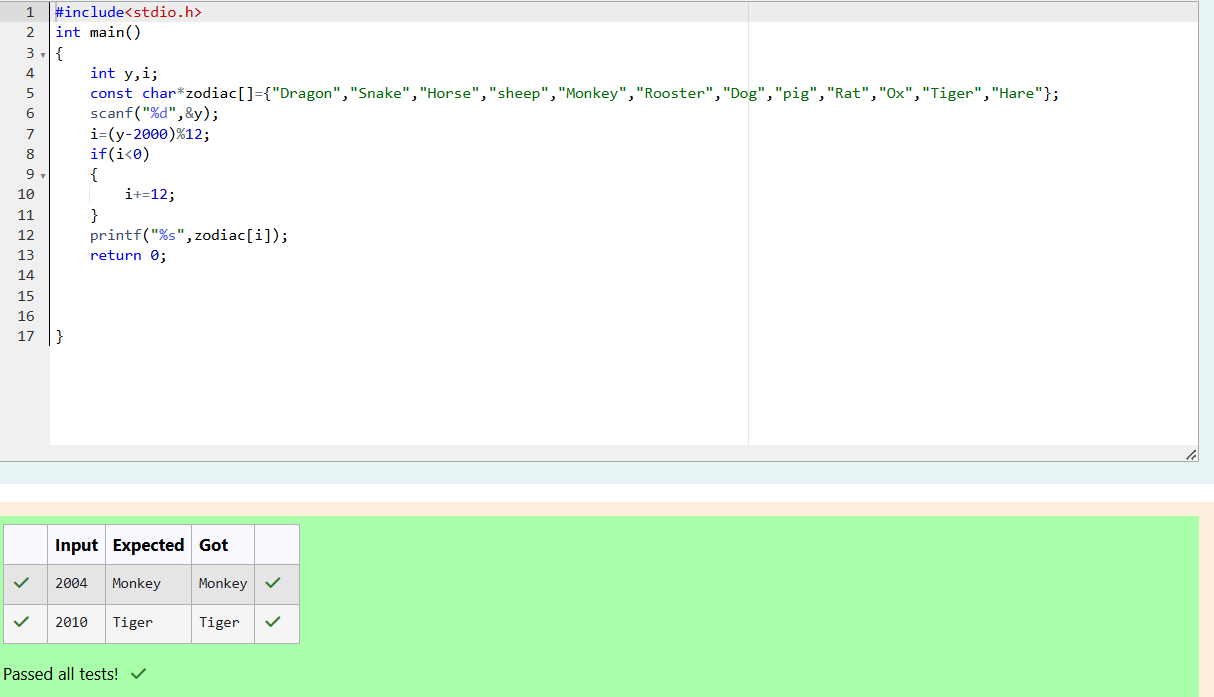 1 #include<stdio.h>
2 int main()
3 {
4 int y,i;
5 const char*zodiac[]={"Dragon","Snake","Horse","sheep","Monkey","Rooster","Dog","pig","Rat","Ox","Tiger","Hare"};
6 scanf("%d",&y);
7 i=(y-2000)%12;
8 if(i<0)
9 {
10 i+=12;
11 }
12 printf("%s",zodiac[i]);
13 return 0;
14
15
16
17 }
Input Expected Got
2004 Monkey Monkey
2010 Tiger Tiger
Passed all tests!